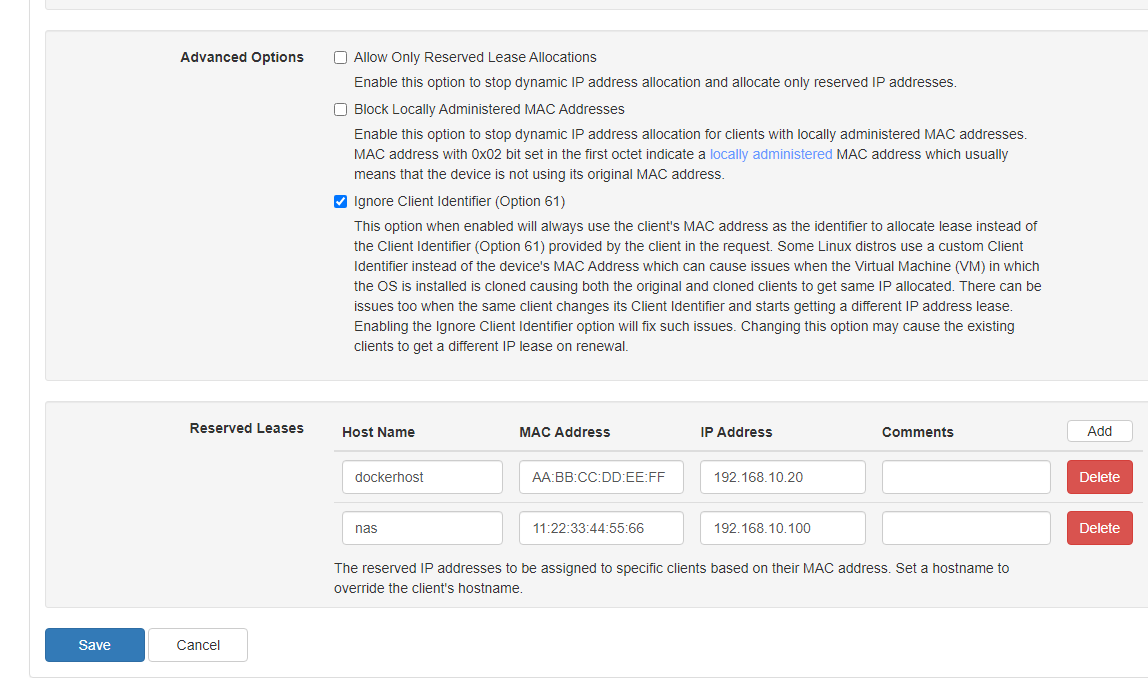 Advanced Options
Allow Only Reserved Lease Allocations
Enable this option to stop dynamic IP address allocation and allocate only reserved IP addresses.
Block Locally Administered MAC Addresses
Enable this option to stop dynamic IP address allocation for clients with locally administered MAC addresses.
MAC address with 0x02 bit set in the first octet indicate a locally administered MAC address which usually
means that the device is not using its original MAC address.
Ignore Client Identifier (Option 61)
This option when enabled will always use the client's MAC address as the identifier to allocate lease instead of
the Client Identifier (Option 61) provided by the client in the request. Some Linux distros use a custom Client
Identifier instead of the device's MAC Address which can cause issues when the Virtual Machine (VM) in which
the OS is installed is cloned causing both the original and cloned clients to get same IP allocated. There can be
issues too when the same client changes its Client Identifier and starts getting a different IP address lease.
Enabling the Ignore Client Identifier option will fix such issues. Changing this option may cause the existing
clients to get a different IP lease on renewal.
Reserved Leases
Host Name MAC Address IP Address Comments Add
dockerhost AA:BB:CC:DD:EE:FF 192.168.10.20 Delete
nas 11:22:33:44:55:66 192.168.10.100 Delete
The reserved IP addresses to be assigned to specific clients based on their MAC address. Set a hostname to
override the client's hostname.
Save Cancel